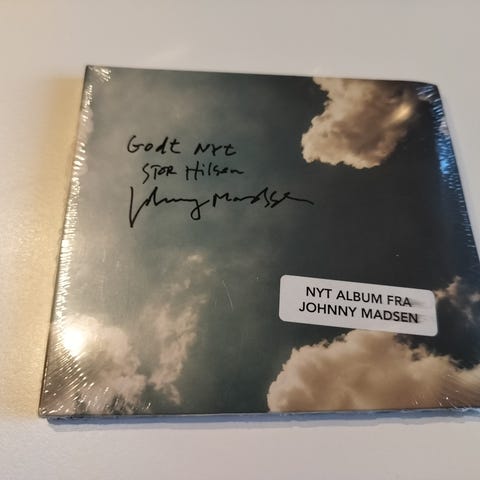 Godt Nyt
STOR Hilsen
Johnny Madsen
NYT ALBUM FRA
JOHNNY MADSEN